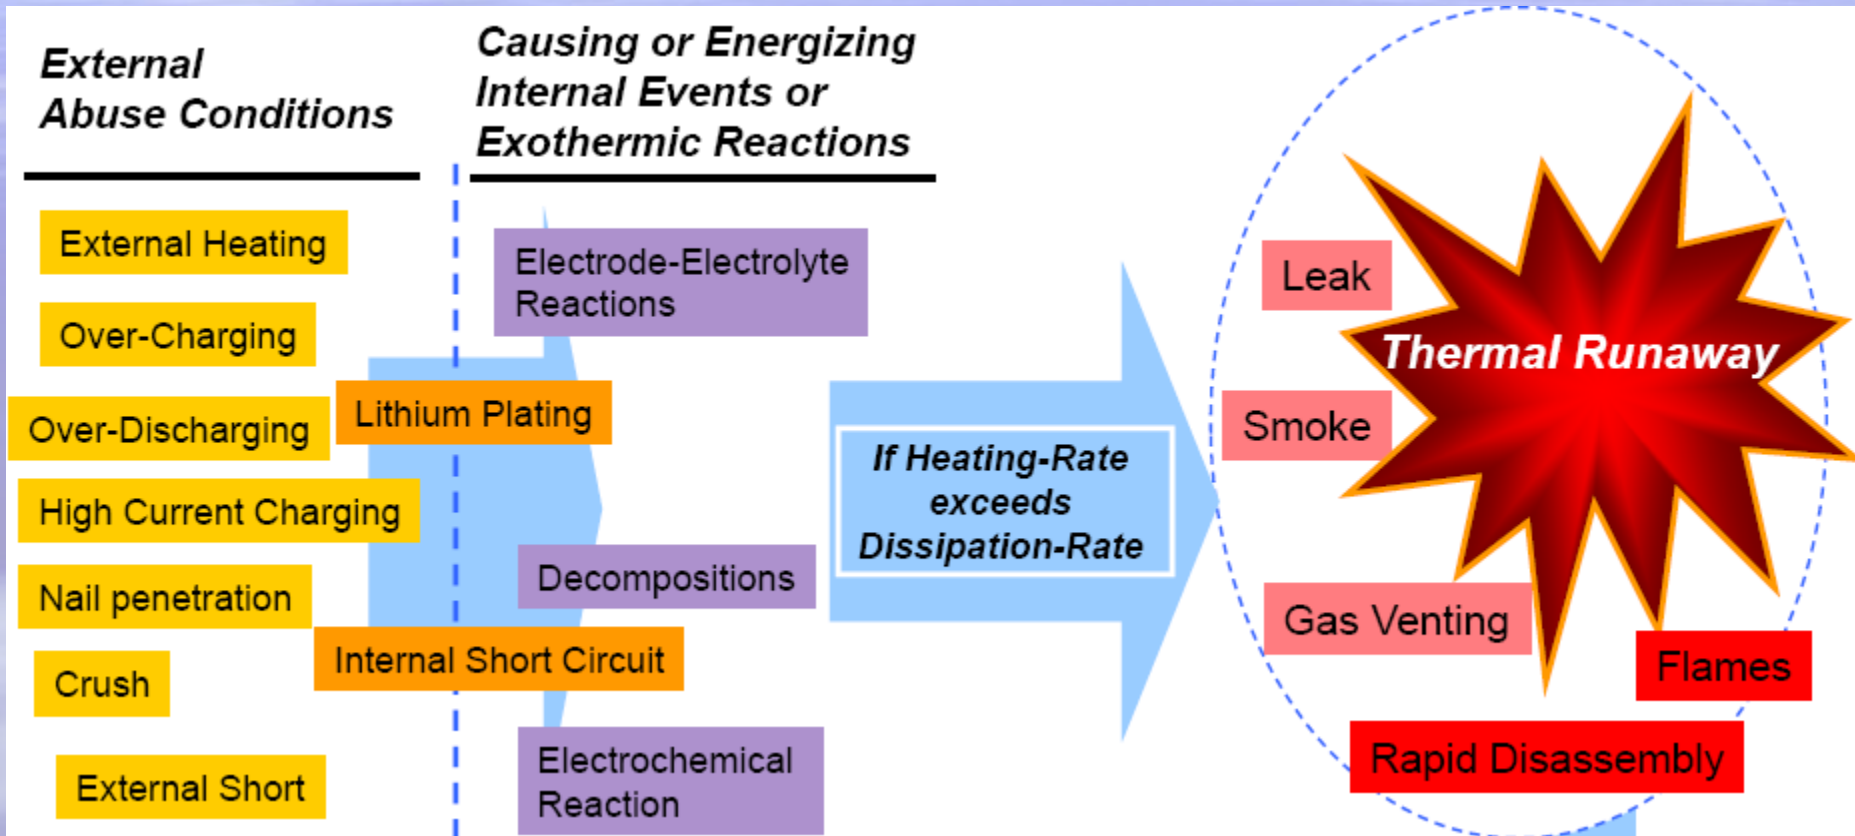 External
Abuse Conditions
Causing or Energizing
Internal Events or
Exothermic Reactions
External Heating
Over-Charging
Over-Discharging
High Current Charging
Nail penetration
Crush
External Short
Lithium Plating
Internal Short Circuit
Electrode-Electrolyte
Reactions
Decompositions
Electrochemical
Reaction
If Heating-Rate
exceeds
Dissipation-Rate
Leak
Smoke
Gas Venting
Thermal Runaway
Flames
Rapid Disassembly